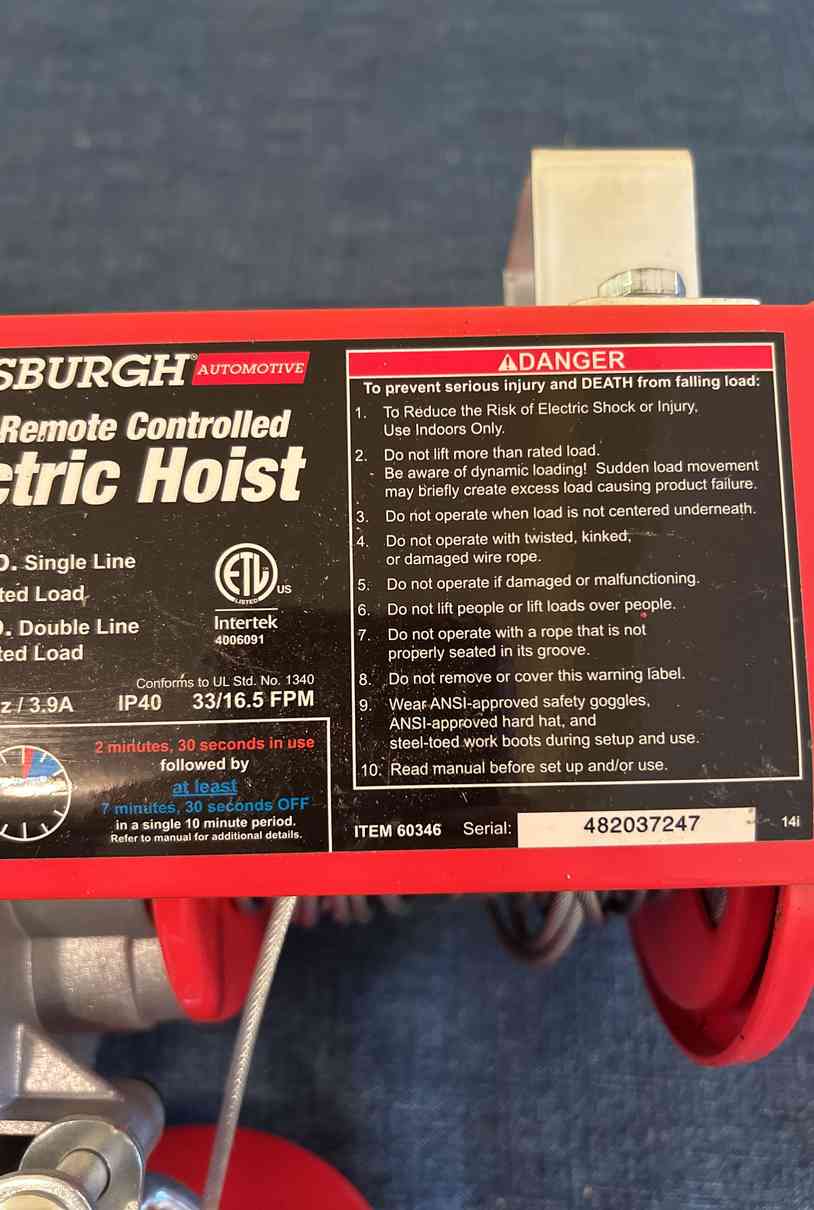 SBURGH® AUTOMOTIVE
Remote Controlled
ctric Hoist
. Single Line
ted Load
. Double Line
ted Load
ETL
LISTED
US
Intertek
4006091
Conforms to UL Std. No. 1340
z / 3.9A IP40 33/16.5 FPM
2 minutes, 30 seconds in use
followed by
at least
7 minutes, 30 seconds OFF
in a single 10 minute period.
Refer to manual for additional details.
⚠DANGER
To prevent serious injury and DEATH from falling load:
1. To Reduce the Risk of Electric Shock or Injury,
Use Indoors Only.
2. Do not lift more than rated load.
- Be aware of dynamic loading! Sudden load movement
may briefly create excess load causing product failure.
3. Do not operate when load is not centered underneath.
4. Do not operate with twisted, kinked,
or damaged wire rope.
5. Do not operate if damaged or malfunctioning.
6. Do not lift people or lift loads over people.
7. Do not operate with a rope that is not
properly seated in its groove.
8. Do not remove or cover this warning label.
9. Wear ANSI-approved safety goggles,
ANSI-approved hard hat, and
steel-toed work boots during setup and use.
10. Read manual before set up and/or use.
ITEM 60346 Serial: 482037247 14i